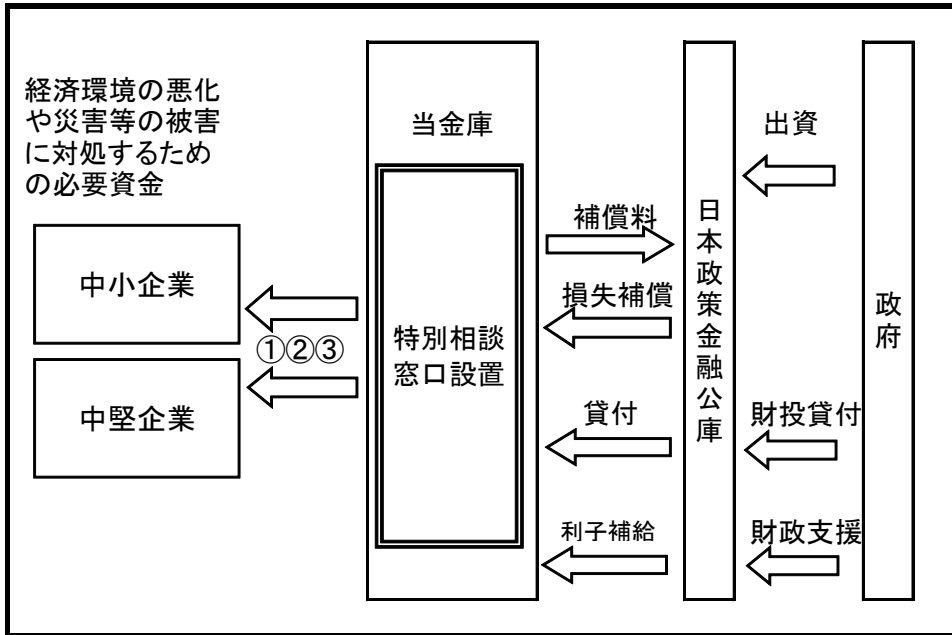 経済環境の悪化
や災害等の被害
に対処するため
の必要資金
中小企業
中堅企業
①②③
当金庫
特別相談
窓口設置
補償料
損失補償
貸付
利子補給
日本政策金融公庫
出資
財投貸付
財政支援
政府